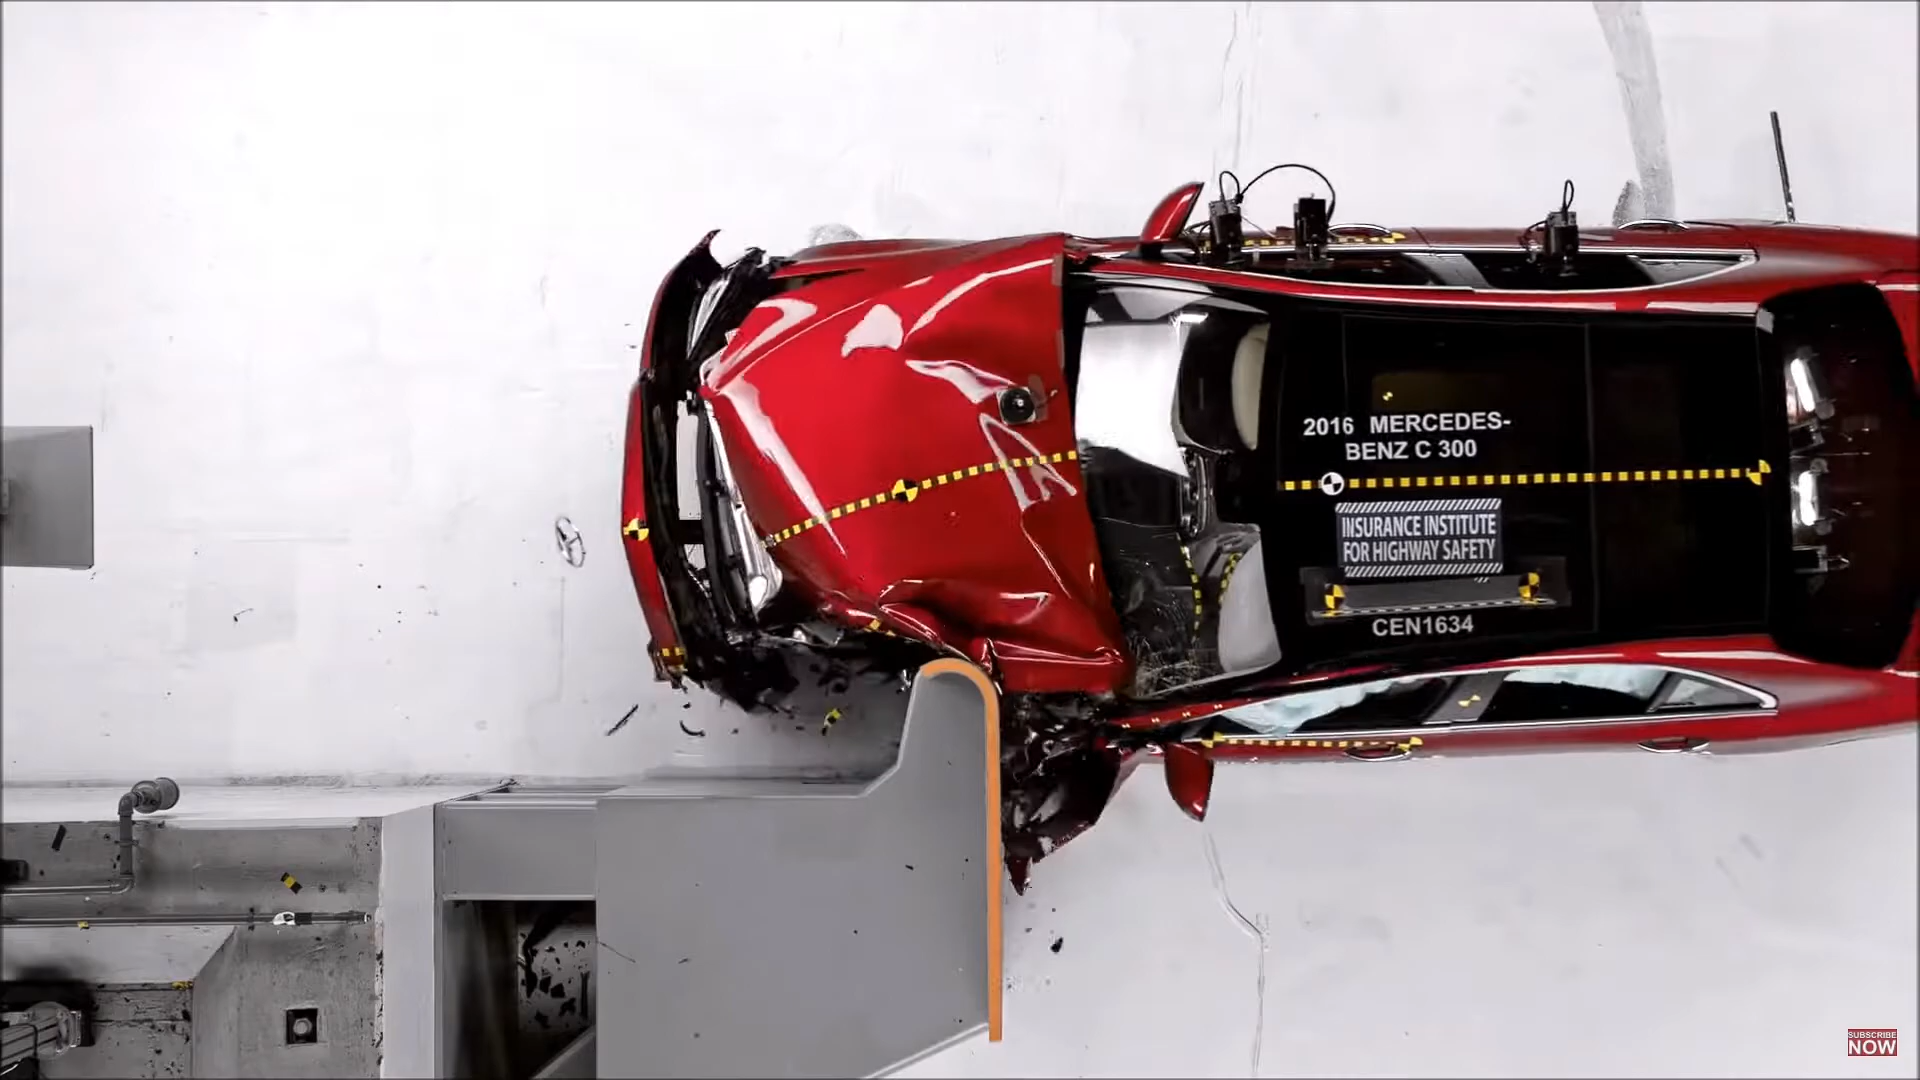 2016 MERCEDES-
BENZ C 300
INSURANCE INSTITUTE
FOR HIGHWAY SAFETY
CEN1634
SUBSCRIBE
NOW